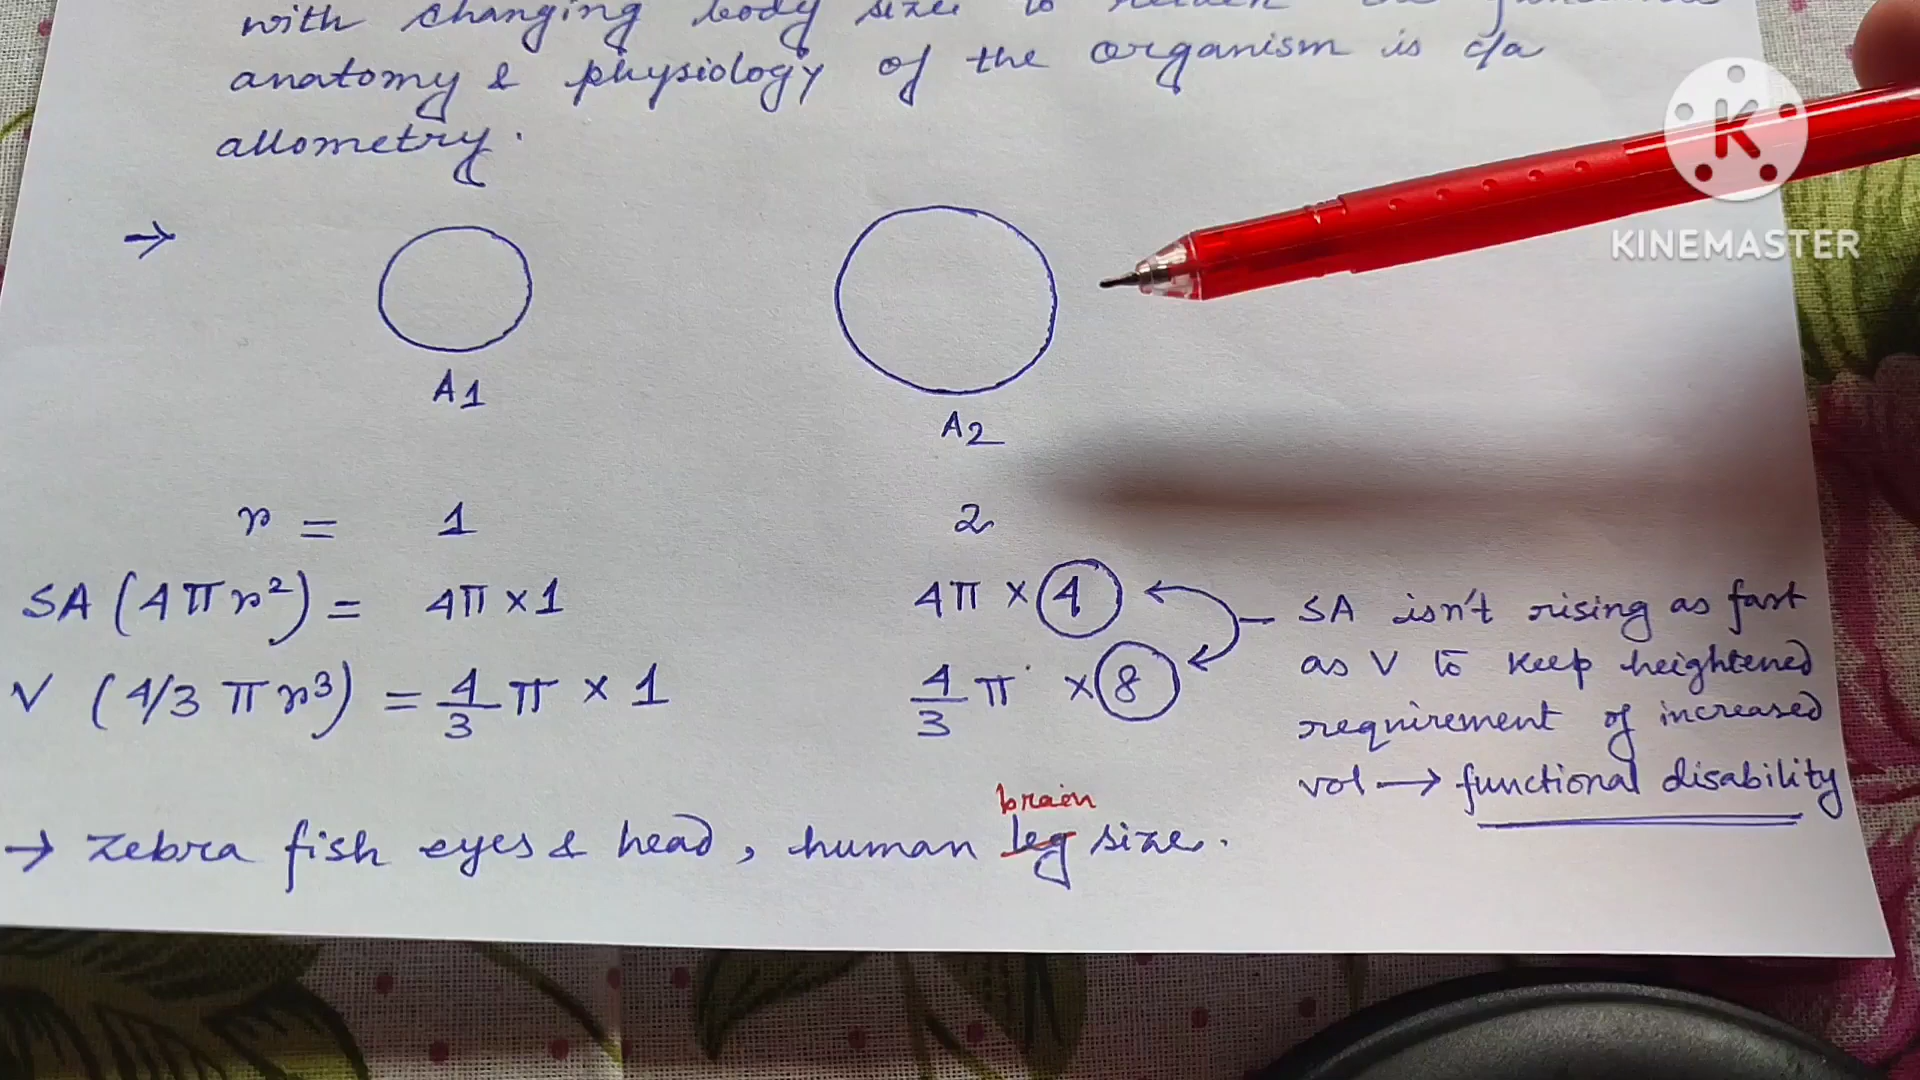 with changing body size to
anatomy & physiology of the organism is c/a
allometry.
→
A1 A2
r = 1 2
SA (4πr²) = 4π × 1 4π × 4
V (4/3 πr³) = 4/3 π × 1 4/3 π × 8
SA isn't rising as fast
as V to keep heightened
requirement of increased
vol → functional disability
brain
→ zebra fish eyes & head, human leg size.
K
KINEMASTER